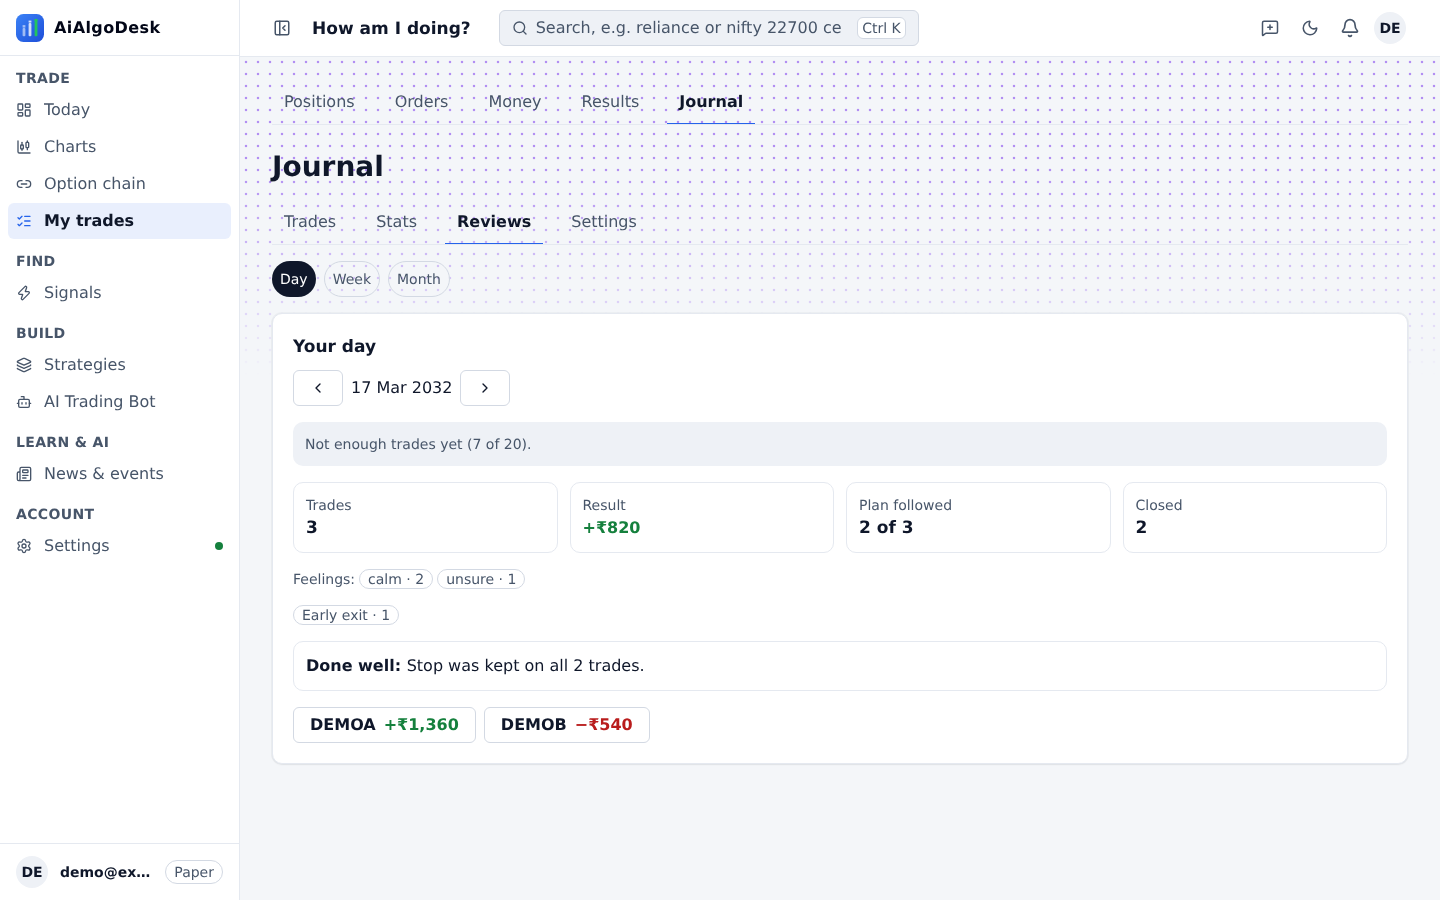 AiAlgoDesk
How am I doing?
Search, e.g. reliance or nifty 22700 ce
Ctrl K
DE
TRADE
Today
Charts
Option chain
My trades
FIND
Signals
BUILD
Strategies
AI Trading Bot
LEARN & AI
News & events
ACCOUNT
Settings
DE demo@ex... Paper
Positions Orders Money Results Journal
Journal
Trades Stats Reviews Settings
Day Week Month
Your day
17 Mar 2032
Not enough trades yet (7 of 20).
Trades Result Plan followed Closed
3 +₹820 2 of 3 2
Feelings: calm · 2 unsure · 1
Early exit · 1
Done well: Stop was kept on all 2 trades.
DEMOA +₹1,360 DEMOB −₹540